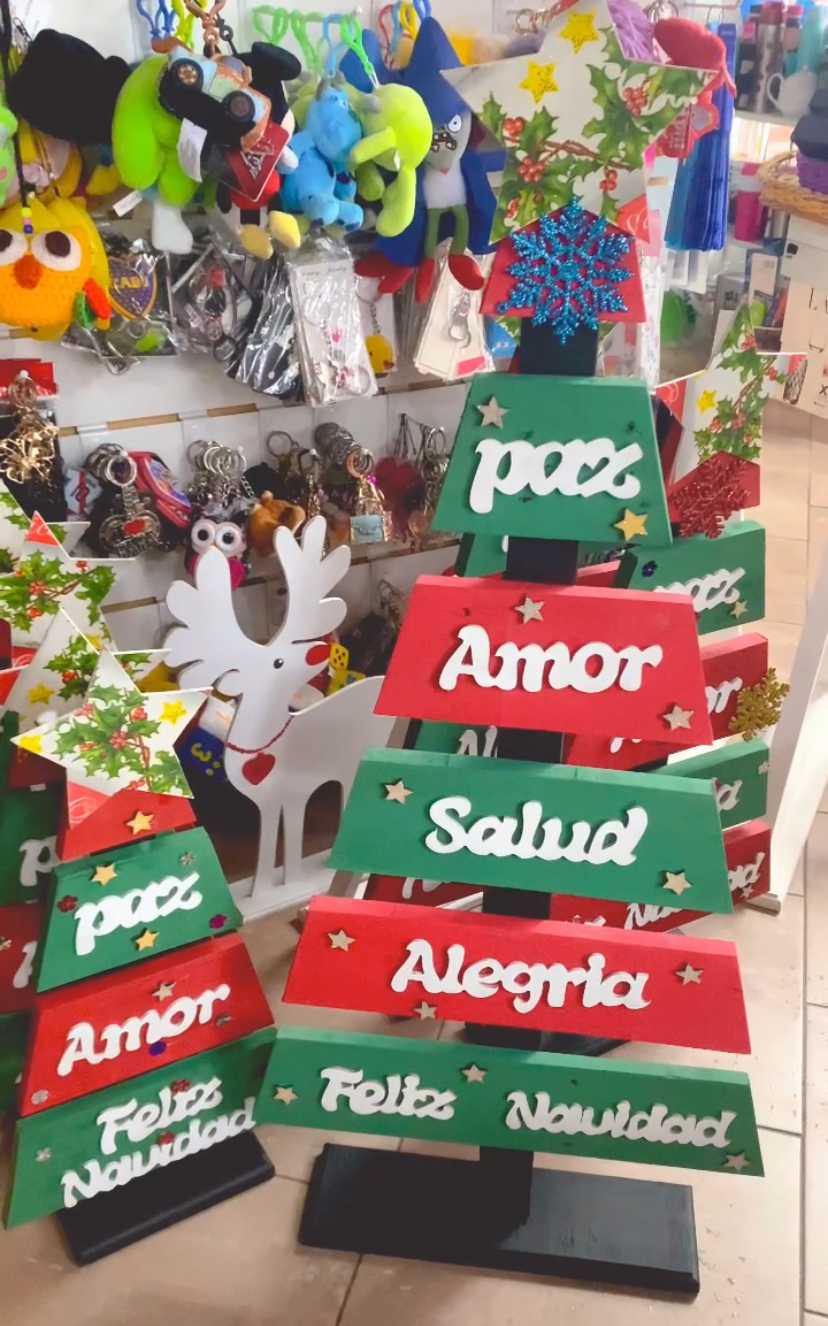 paz
Amor
Salud
Alegria
Feliz Navidad
paz
Amor
Feliz
Navidad
paz